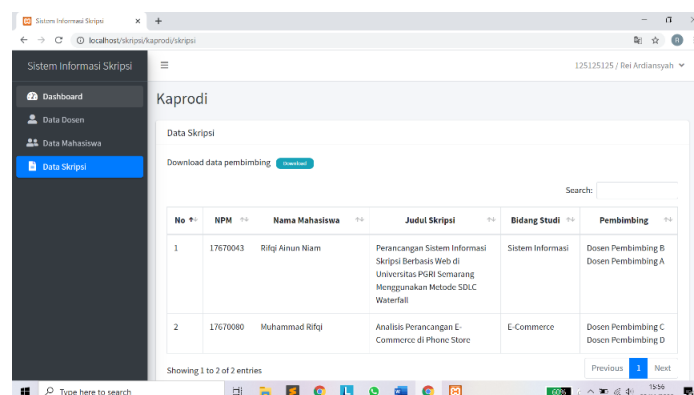 Sistem Informasi Skripsi
localhost/skripsi/kaprodi/skripsi
Sistem Informasi Skripsi
125125125 / Rei Ardiansyah
Dashboard
Data Dosen
Data Mahasiswa
Data Skripsi
Kaprodi
Data Skripsi
Download data pembimbing Download
Search:
No NPM Nama Mahasiswa Judul Skripsi Bidang Studi Pembimbing
1 17670043 Rifqi Ainun Niam Perancangan Sistem Informasi Sistem Informasi Dosen Pembimbing B
Skripsi Berbasis Web di Dosen Pembimbing A
Universitas PGRI Semarang
Menggunakan Metode SDLC
Waterfall
2 17670080 Muhammad Rifqi Analisis Perancangan E- E-Commerce Dosen Pembimbing C
Commerce di Phone Store Dosen Pembimbing D
Showing 1 to 2 of 2 entries
Previous 1 Next
Type here to search
60%
15:56